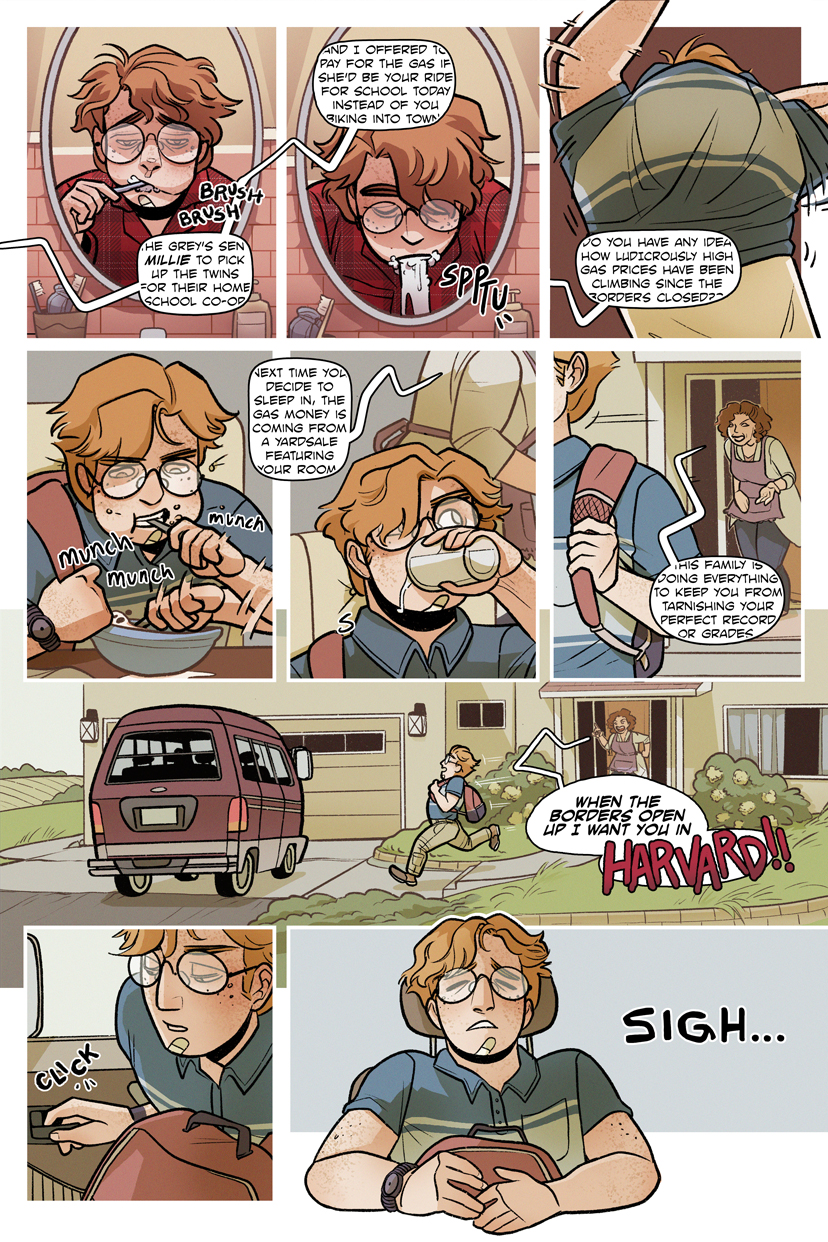 BRUSH
BRUSH
THE GREY'S SENT
MILLIE TO PICK
UP THE TWINS
FOR THEIR HOME
SCHOOL CO-OP
AND I OFFERED TO
PAY FOR THE GAS IF
SHE'D BE YOUR RIDE
FOR SCHOOL TODAY
INSTEAD OF YOU
BIKING INTO TOWN
SPPTU
DO YOU HAVE ANY IDEA
HOW LUDICROUSLY HIGH
GAS PRICES HAVE BEEN
CLIMBING SINCE THE
BORDERS CLOSED??
munch
munch
munch
NEXT TIME YOU
DECIDE TO
SLEEP IN, THE
GAS MONEY IS
COMING FROM
A YARDSALE
FEATURING
YOUR ROOM
S
THIS FAMILY IS
DOING EVERYTHING
TO KEEP YOU FROM
TARNISHING YOUR
PERFECT RECORD
OR GRADES
WHEN THE
BORDERS OPEN
UP I WANT YOU IN
HARVARD!!
CLICK
SIGH...